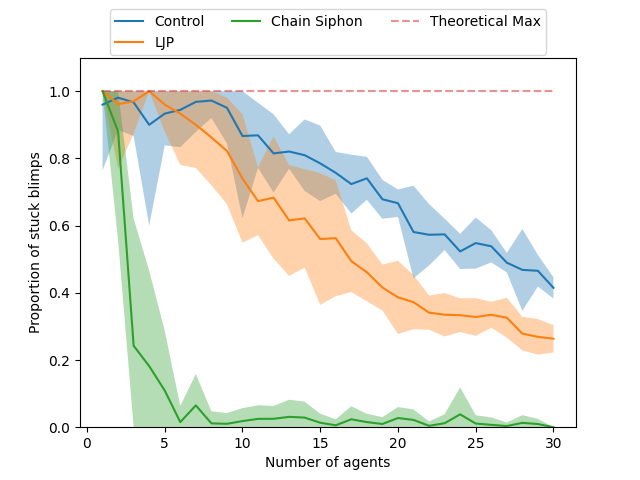 Control
LJP
Chain Siphon
Theoretical Max
1.0
0.8
0.6
0.4
0.2
0.0
Proportion of stuck blimps
0 5 10 15 20 25 30
Number of agents